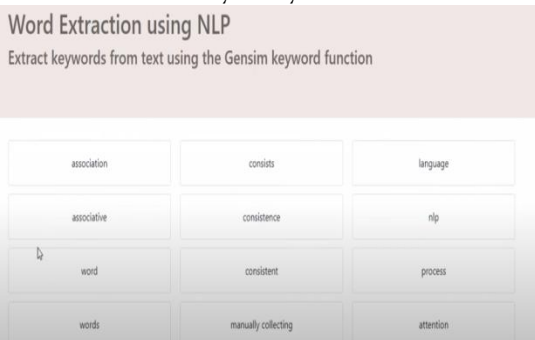 Word Extraction using NLP
Extract keywords from text using the Gensim keyword function
association consists language
associative consistence nlp
word consistent process
words manually collecting attention